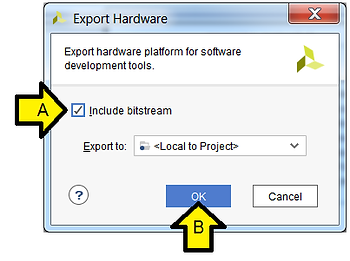 Export Hardware
Export hardware platform for software
development tools.
A
Include bitstream
Export to:
<Local to Project>
?
OK
Cancel
B